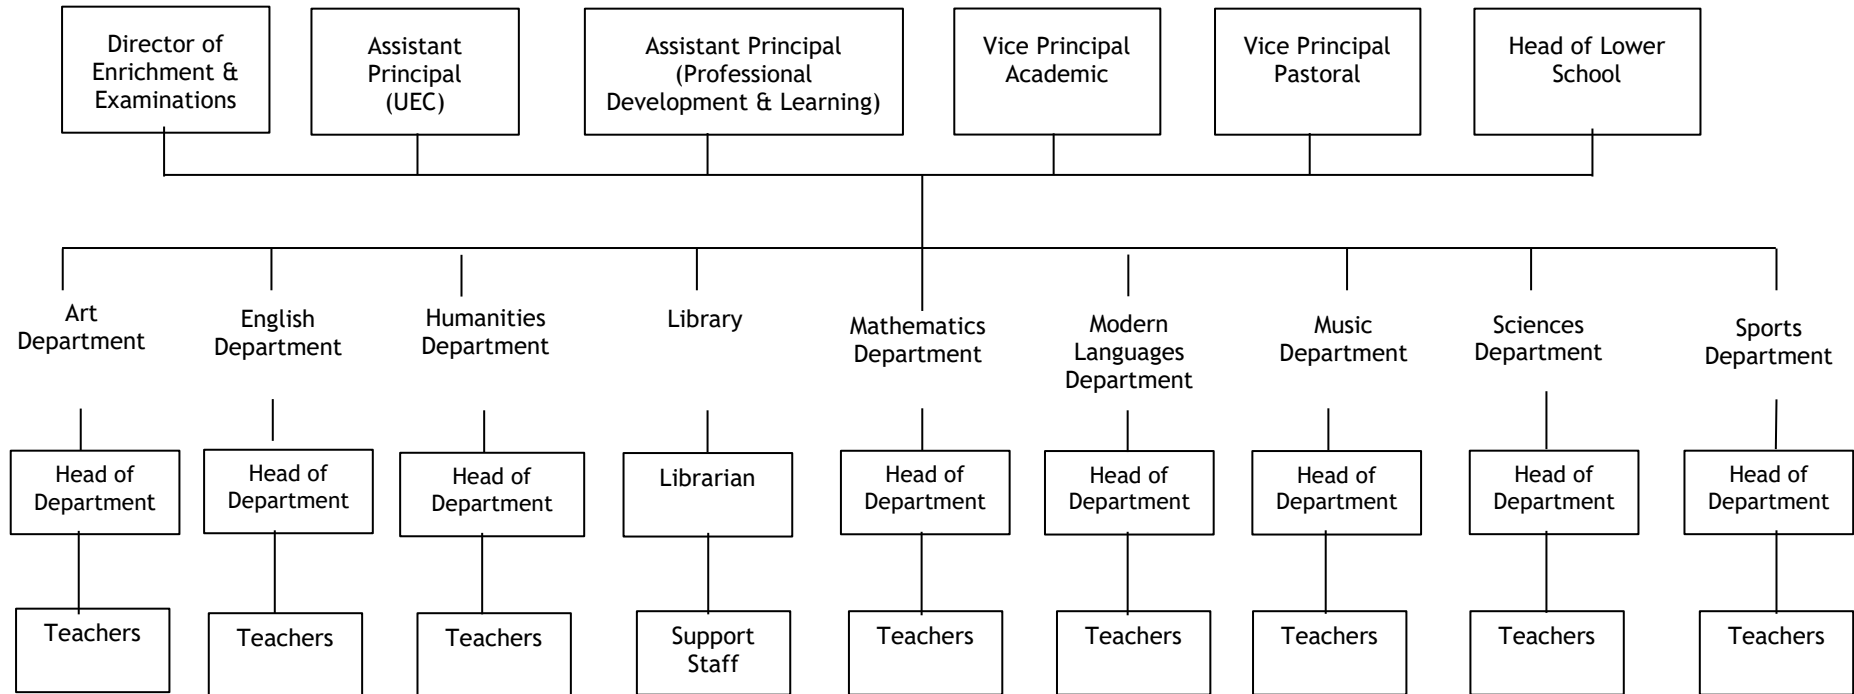 Director of
Enrichment &
Examinations
Assistant
Principal
(UEC)
Assistant Principal
(Professional
Development & Learning)
Vice Principal
Academic
Vice Principal
Pastoral
Head of Lower
School
Art
Department
English
Department
Humanities
Department
Library
Mathematics
Department
Modern
Languages
Department
Music
Department
Sciences
Department
Sports
Department
Head of
Department
Head of
Department
Head of
Department
Librarian
Head of
Department
Head of
Department
Head of
Department
Head of
Department
Head of
Department
Teachers
Teachers
Teachers
Support
Staff
Teachers
Teachers
Teachers
Teachers
Teachers